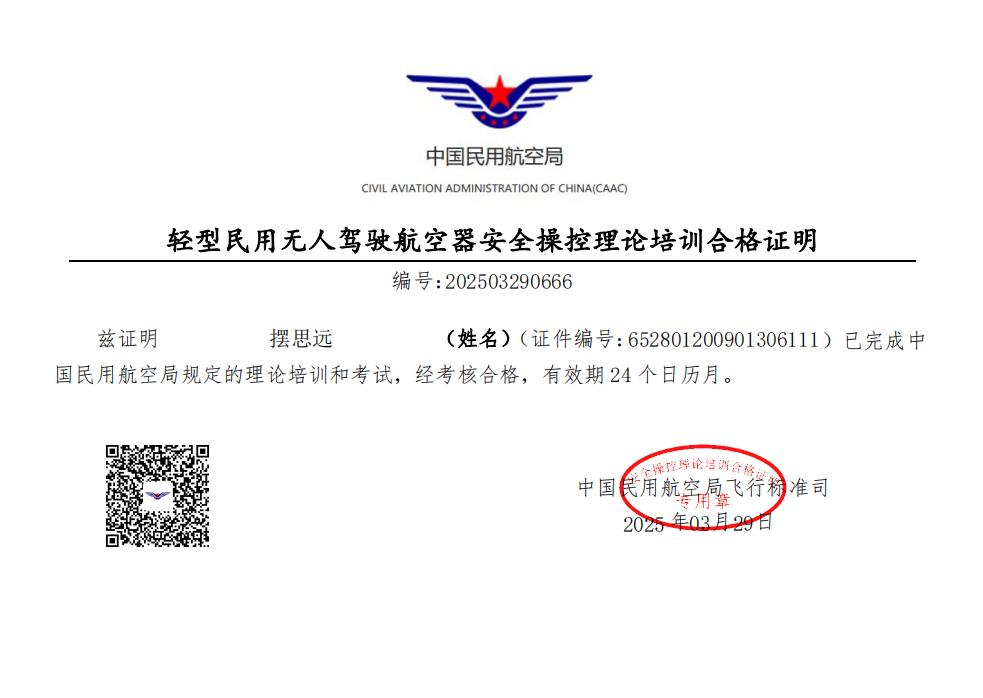 中国民用航空局
CIVIL AVIATION ADMINISTRATION OF CHINA(CAAC)
轻型民用无人驾驶航空器安全操控理论培训合格证明
编号:202503290666
兹证明 摆思远 （姓名）（证件编号:652801200901306111）已完成中
国民用航空局规定的理论培训和考试，经考核合格，有效期 24 个日历月。
安全操控理论培训合格证明
专用章
中国民用航空局飞行标准司
2025 年03月29日